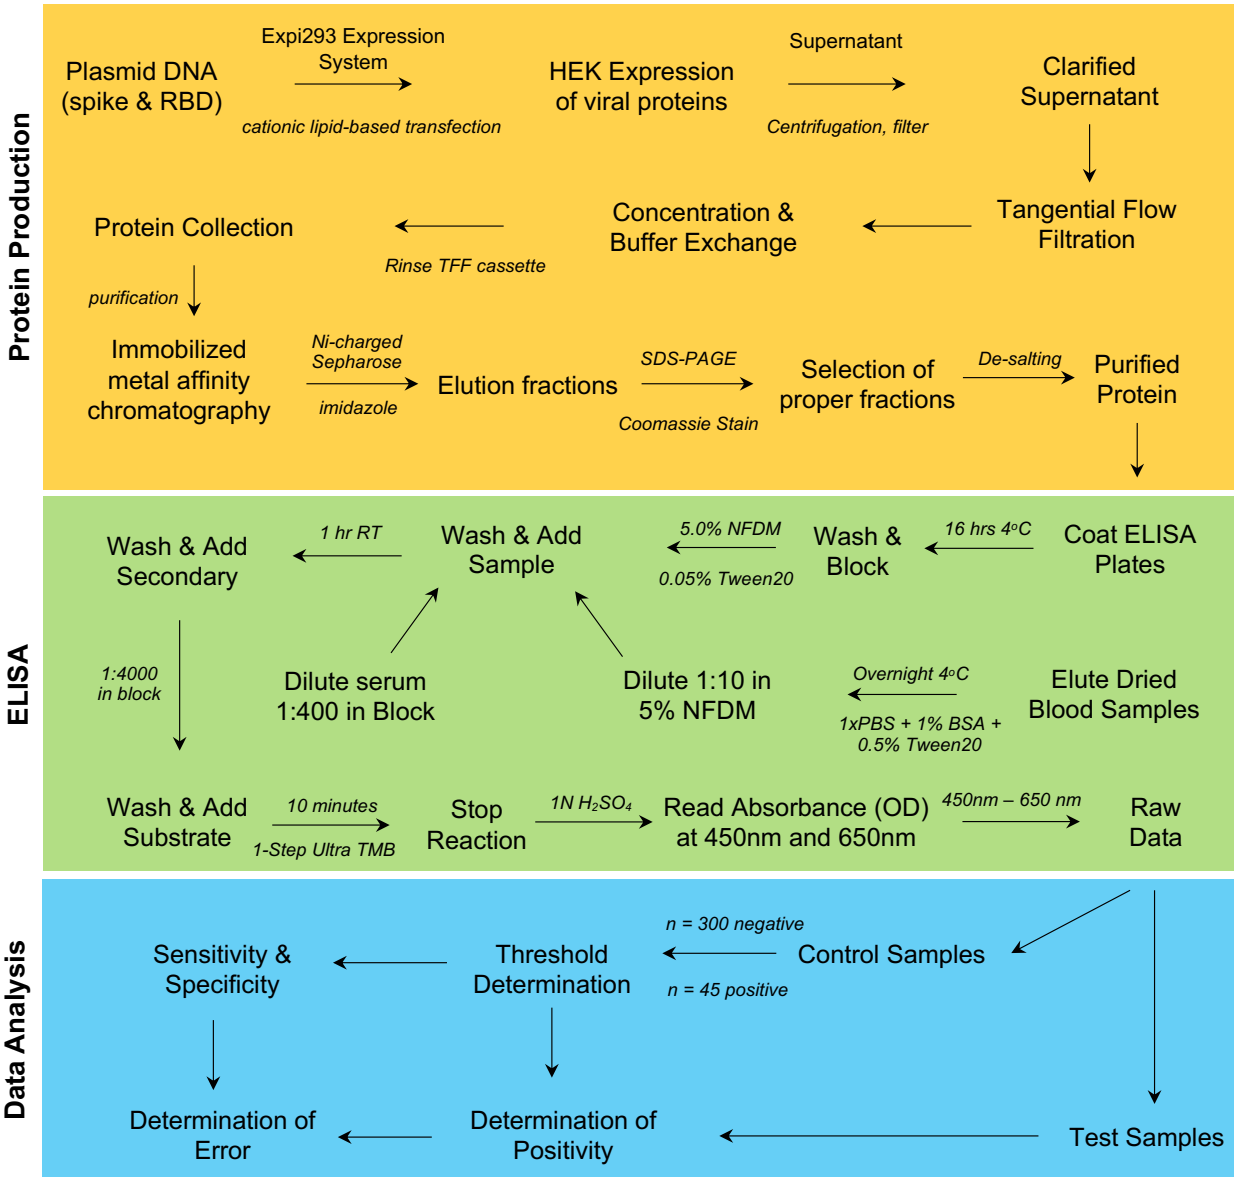 Protein Production
Expi293 Expression
System
Plasmid DNA
(spike & RBD)
cationic lipid-based transfection
HEK Expression
of viral proteins
Supernatant
Centrifugation, filter
Clarified
Supernatant
Tangential Flow
Filtration
Concentration &
Buffer Exchange
Rinse TFF cassette
Protein Collection
purification
Immobilized
metal affinity
chromatography
Ni-charged
Sepharose
imidazole
Elution fractions
SDS-PAGE
Coomassie Stain
Selection of
proper fractions
De-salting
Purified
Protein
ELISA
Coat ELISA
Plates
16 hrs 4°C
Wash &
Block
5.0% NFDM
0.05% Tween20
Wash & Add
Sample
1 hr RT
Wash & Add
Secondary
1:4000
in block
Dilute serum
1:400 in Block
Dilute 1:10 in
5% NFDM
Overnight 4°C
1xPBS + 1% BSA +
0.5% Tween20
Elute Dried
Blood Samples
Wash & Add
Substrate
10 minutes
1-Step Ultra TMB
Stop
Reaction
1N H₂SO₄
Read Absorbance (OD)
at 450nm and 650nm
450nm – 650 nm
Raw
Data
Data Analysis
Control Samples
n = 300 negative
n = 45 positive
Threshold
Determination
Sensitivity &
Specificity
Determination of
Error
Determination of
Positivity
Test Samples